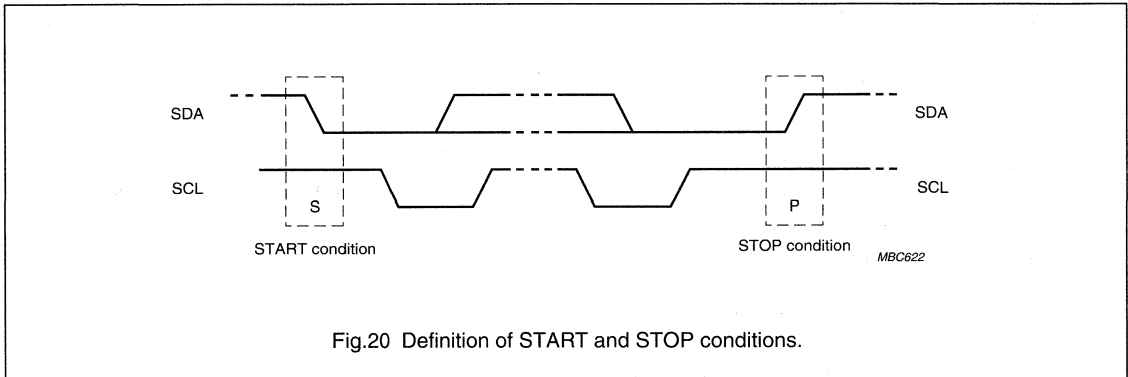 SDA SDA
SCL SCL
S P
START condition STOP condition
MBC622
Fig.20 Definition of START and STOP conditions.